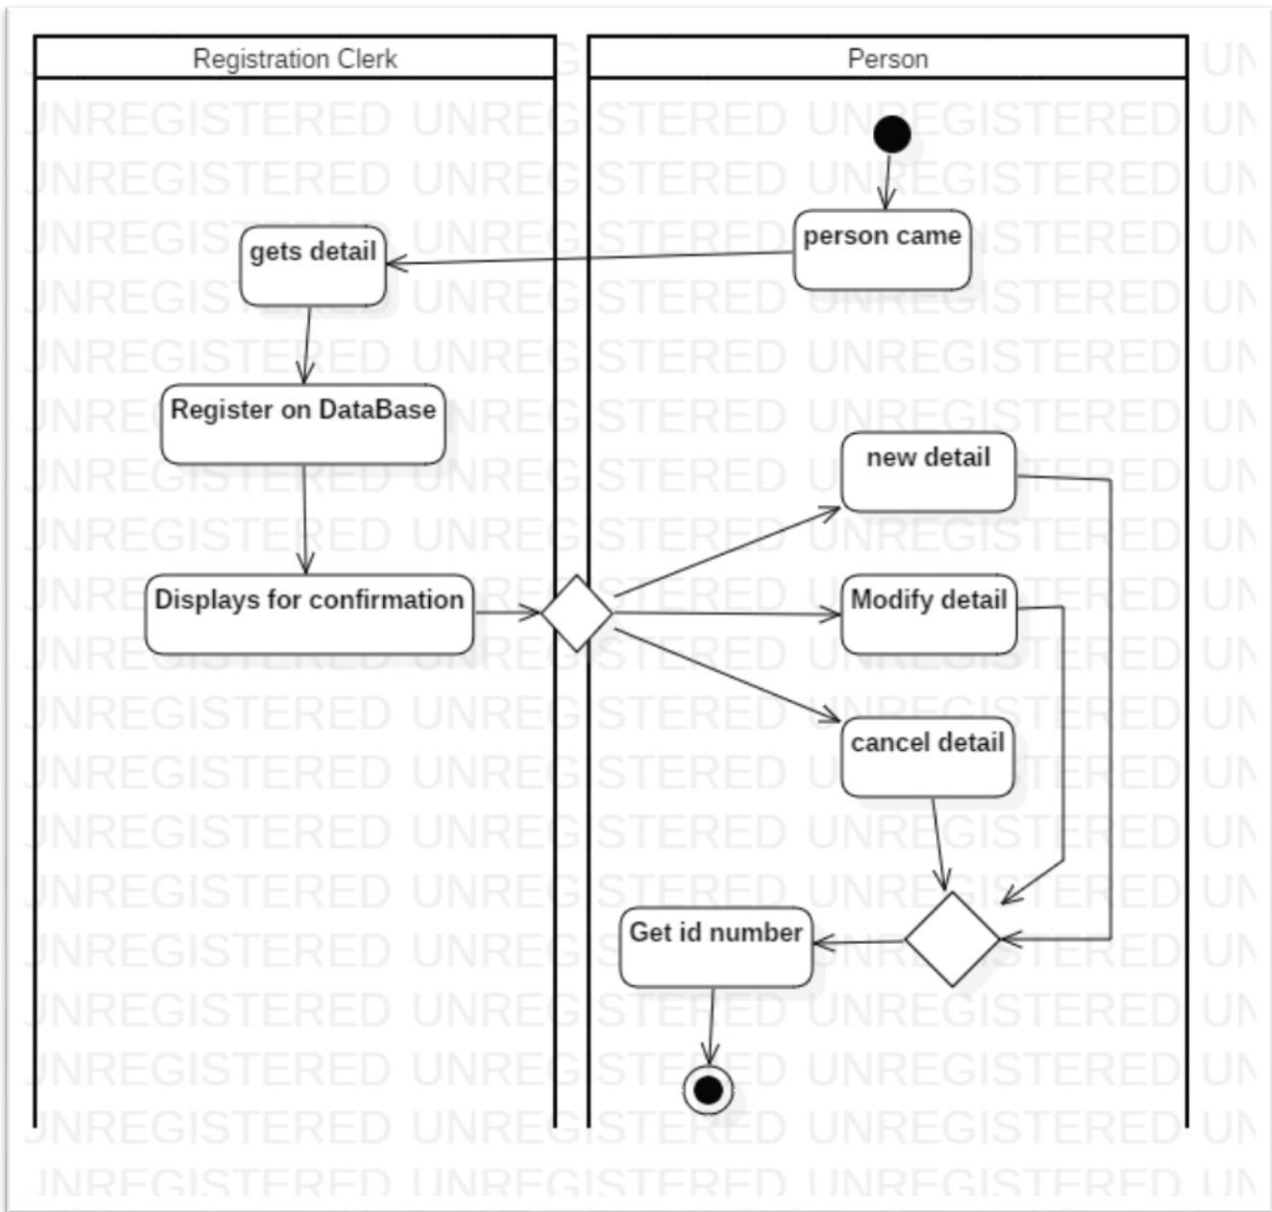 Registration Clerk
Person
person came
gets detail
Register on DataBase
new detail
Displays for confirmation
Modify detail
cancel detail
Get id number
UNREGISTERED